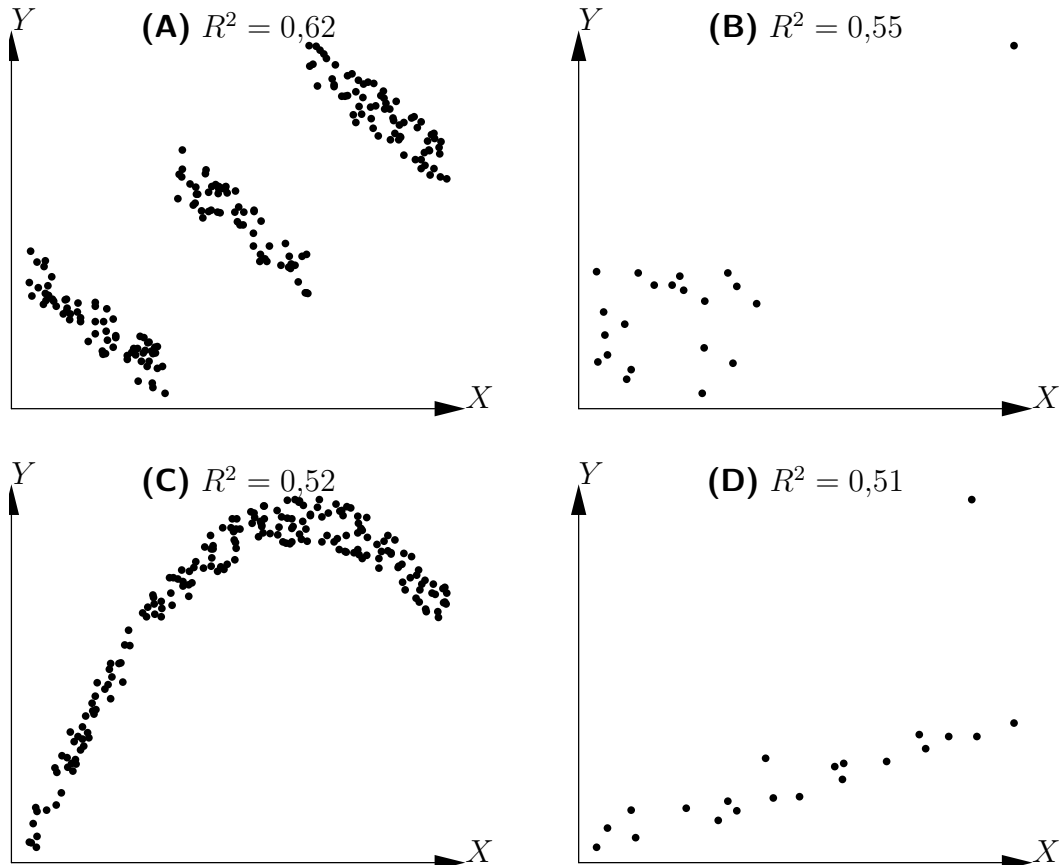 (A) R² = 0,62
Y
X
(B) R² = 0,55
Y
X
(C) R² = 0,52
Y
X
(D) R² = 0,51
Y
X